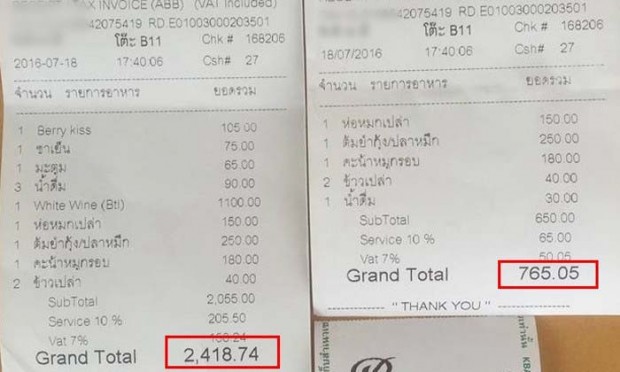 TAX INVOICE (ABB) (VAT Included)
42075419 RD.E01003000203501
โต๊ะ B11 Chk # 168206
2016-07-18 17:40:06 Csh# 27
จำนวน รายการอาหาร ยอดรวม
1 Berry kiss 105.00
1 ชาเย็น 75.00
1 มะตูม 65.00
3 น้ำดื่ม 90.00
1 White Wine (Btl) 1100.00
1 ห่อหมกเปล่า 150.00
1 ต้มยำกุ้ง/ปลาหมึก 250.00
1 คะน้าหมูกรอบ 180.00
2 ข้าวเปล่า 40.00
SubTotal 2,055.00
Service 10 % 205.50
Vat 7% 158.24
Grand Total 2,418.74
42075419 RD.E01003000203501
โต๊ะ B11 Chk # 168206
18/07/2016 17:40:06 Csh# 27
จำนวน รายการอาหาร ยอดรวม
1 ห่อหมกเปล่า 150.00
1 ต้มยำกุ้ง/ปลาหมึก 250.00
1 คะน้าหมูกรอบ 180.00
2 ข้าวเปล่า 40.00
1 น้ำดื่ม 30.00
SubTotal 650.00
Service 10 % 65.00
Vat 7% 50.05
Grand Total 765.05
" THANK YOU "